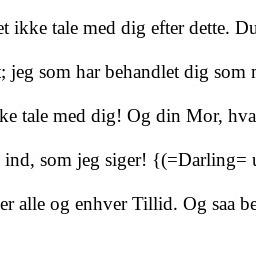 et ikke tale med dig efter dette. Du
; jeg som har behandlet dig som
ke tale med dig! Og din Mor, hva
ind, som jeg siger! {(=Darling= u
er alle og enhver Tillid. Og saa be